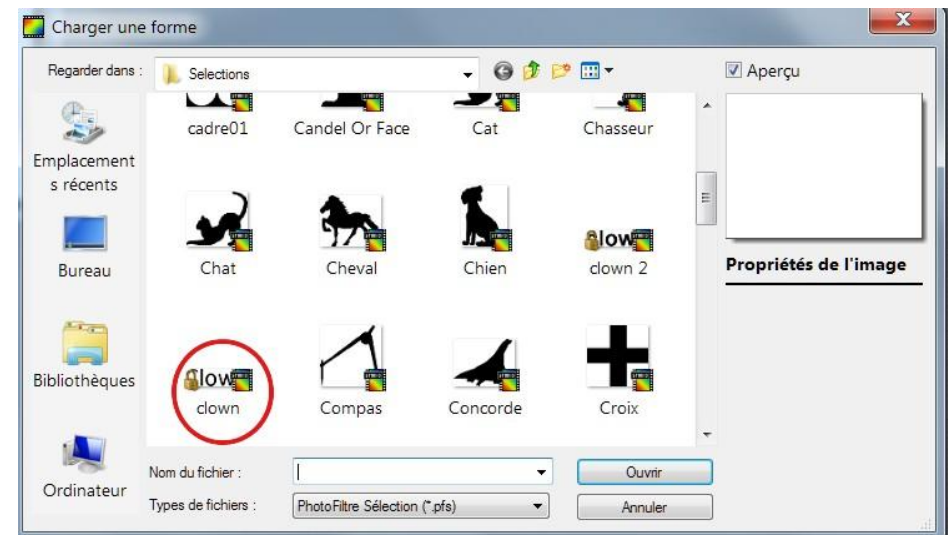 Charger une forme
Regarder dans :
Selections
Aperçu
cadre01
Candel Or Face
Cat
Chasseur
Emplacement
s récents
Bureau
Bibliothèques
Ordinateur
Chat
Cheval
Chien
clown 2
clown
Compas
Concorde
Croix
Propriétés de l'image
Nom du fichier :
Ouvrir
Types de fichiers :
PhotoFiltre Sélection (*.pfs)
Annuler